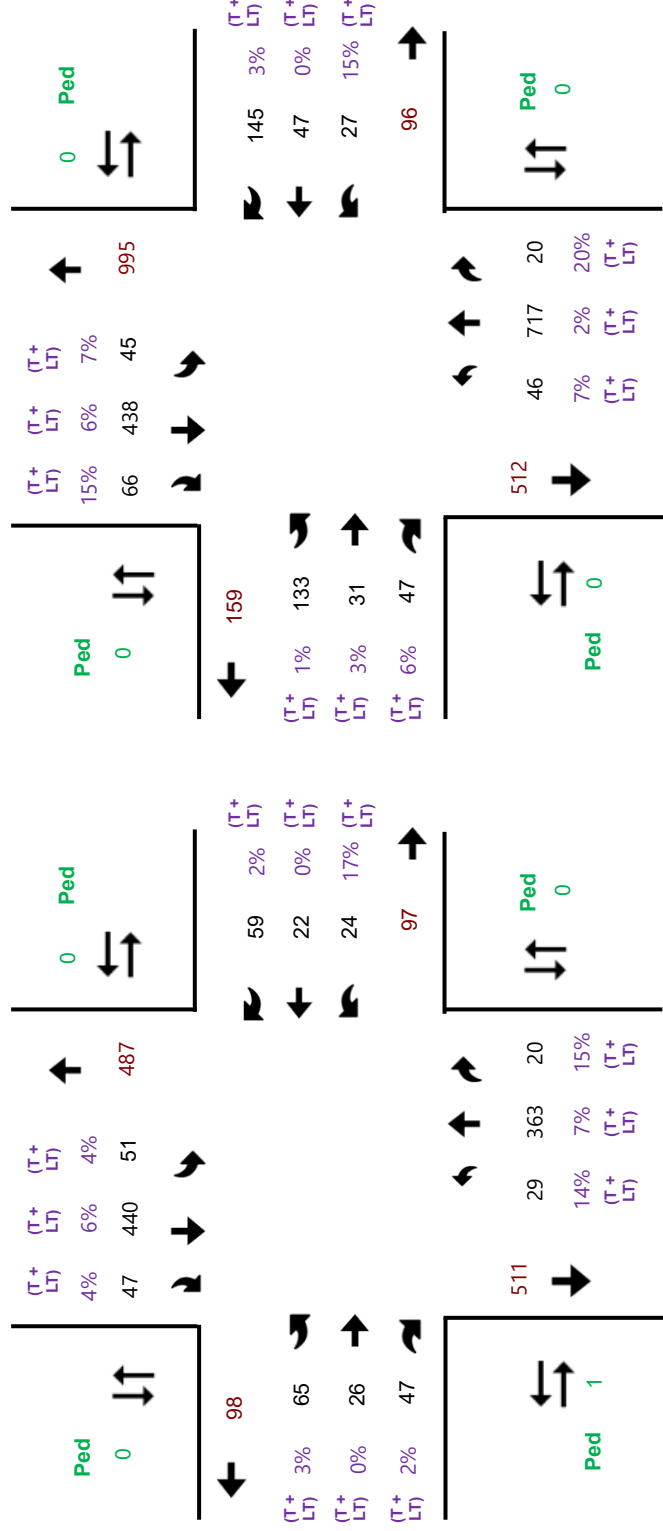 0 Ped
(T + LT) (T + LT) (T + LT)
Ped 4% 6% 4%
0 47 440 51 487
98
59 2% (T + LT)
(T + LT) 3% 65 22 0% (T + LT)
(T + LT) 0% 26 24 17% (T + LT)
(T + LT) 2% 47 97
511 29 363 20 Ped
14% 7% 15% 0
Ped 1 (T + LT) (T + LT) (T + LT)
0 Ped
(T + LT) (T + LT) (T + LT)
Ped 15% 6% 7%
0 66 438 45 995
159
145 3% (T + LT)
(T + LT) 1% 133 47 0% (T + LT)
(T + LT) 3% 31 27 15% (T + LT)
(T + LT) 6% 47 96
512 46 717 20 Ped
7% 2% 20% 0
Ped 0 (T + LT) (T + LT) (T + LT)